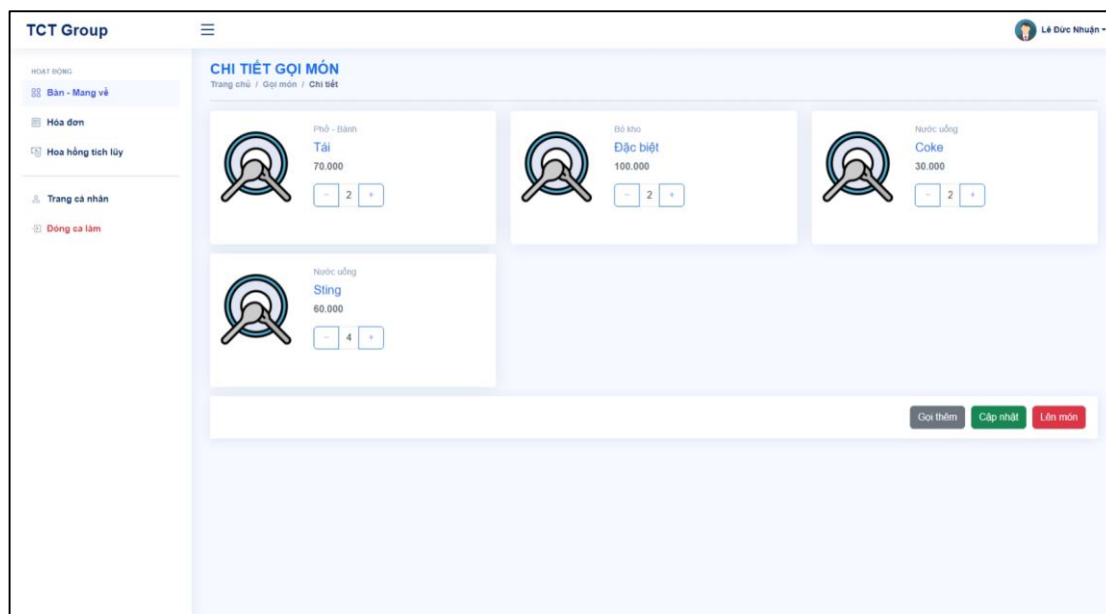 TCT Group
Lê Đức Nhuận
HOẠT ĐỘNG
Bàn - Mang về
Hóa đơn
Hoa hồng tích lũy
Trang cá nhân
Đóng ca làm
CHI TIẾT GỌI MÓN
Trang chủ / Gọi món / Chi tiết
Phở - Bánh
Tái
70.000
- 2 +
Bò kho
Đặc biệt
100.000
- 2 +
Nước uống
Coke
30.000
- 2 +
Nước uống
Sting
60.000
- 4 +
Gọi thêm
Cập nhật
Lên món